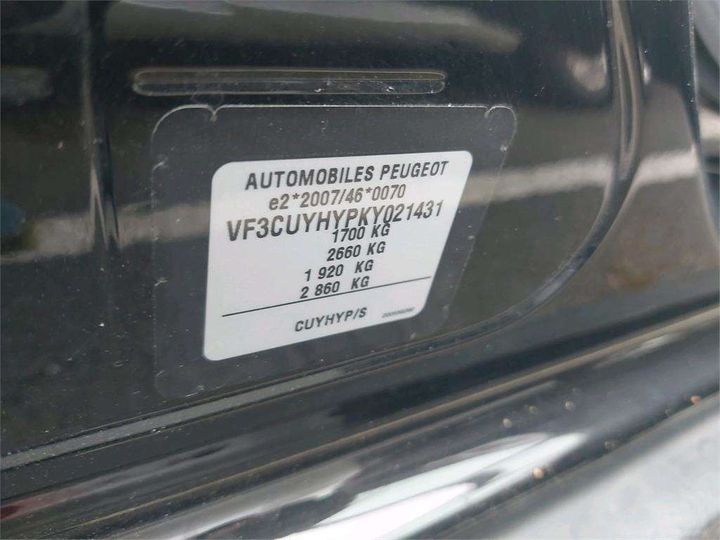 AUTOMOBILES PEUGEOT
e2*2007/46*0070
VF3CUYHYPKY021431
1700 KG
2660 KG
1 920 KG
2 860 KG
CUYHYP/S